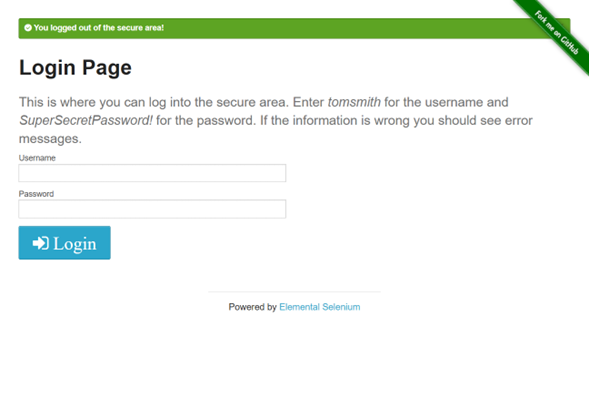 You logged out of the secure area!
Fork me on GitHub
Login Page
This is where you can log into the secure area. Enter tomsmith for the username and
SuperSecretPassword! for the password. If the information is wrong you should see error
messages.
Username
Password
Login
Powered by Elemental Selenium